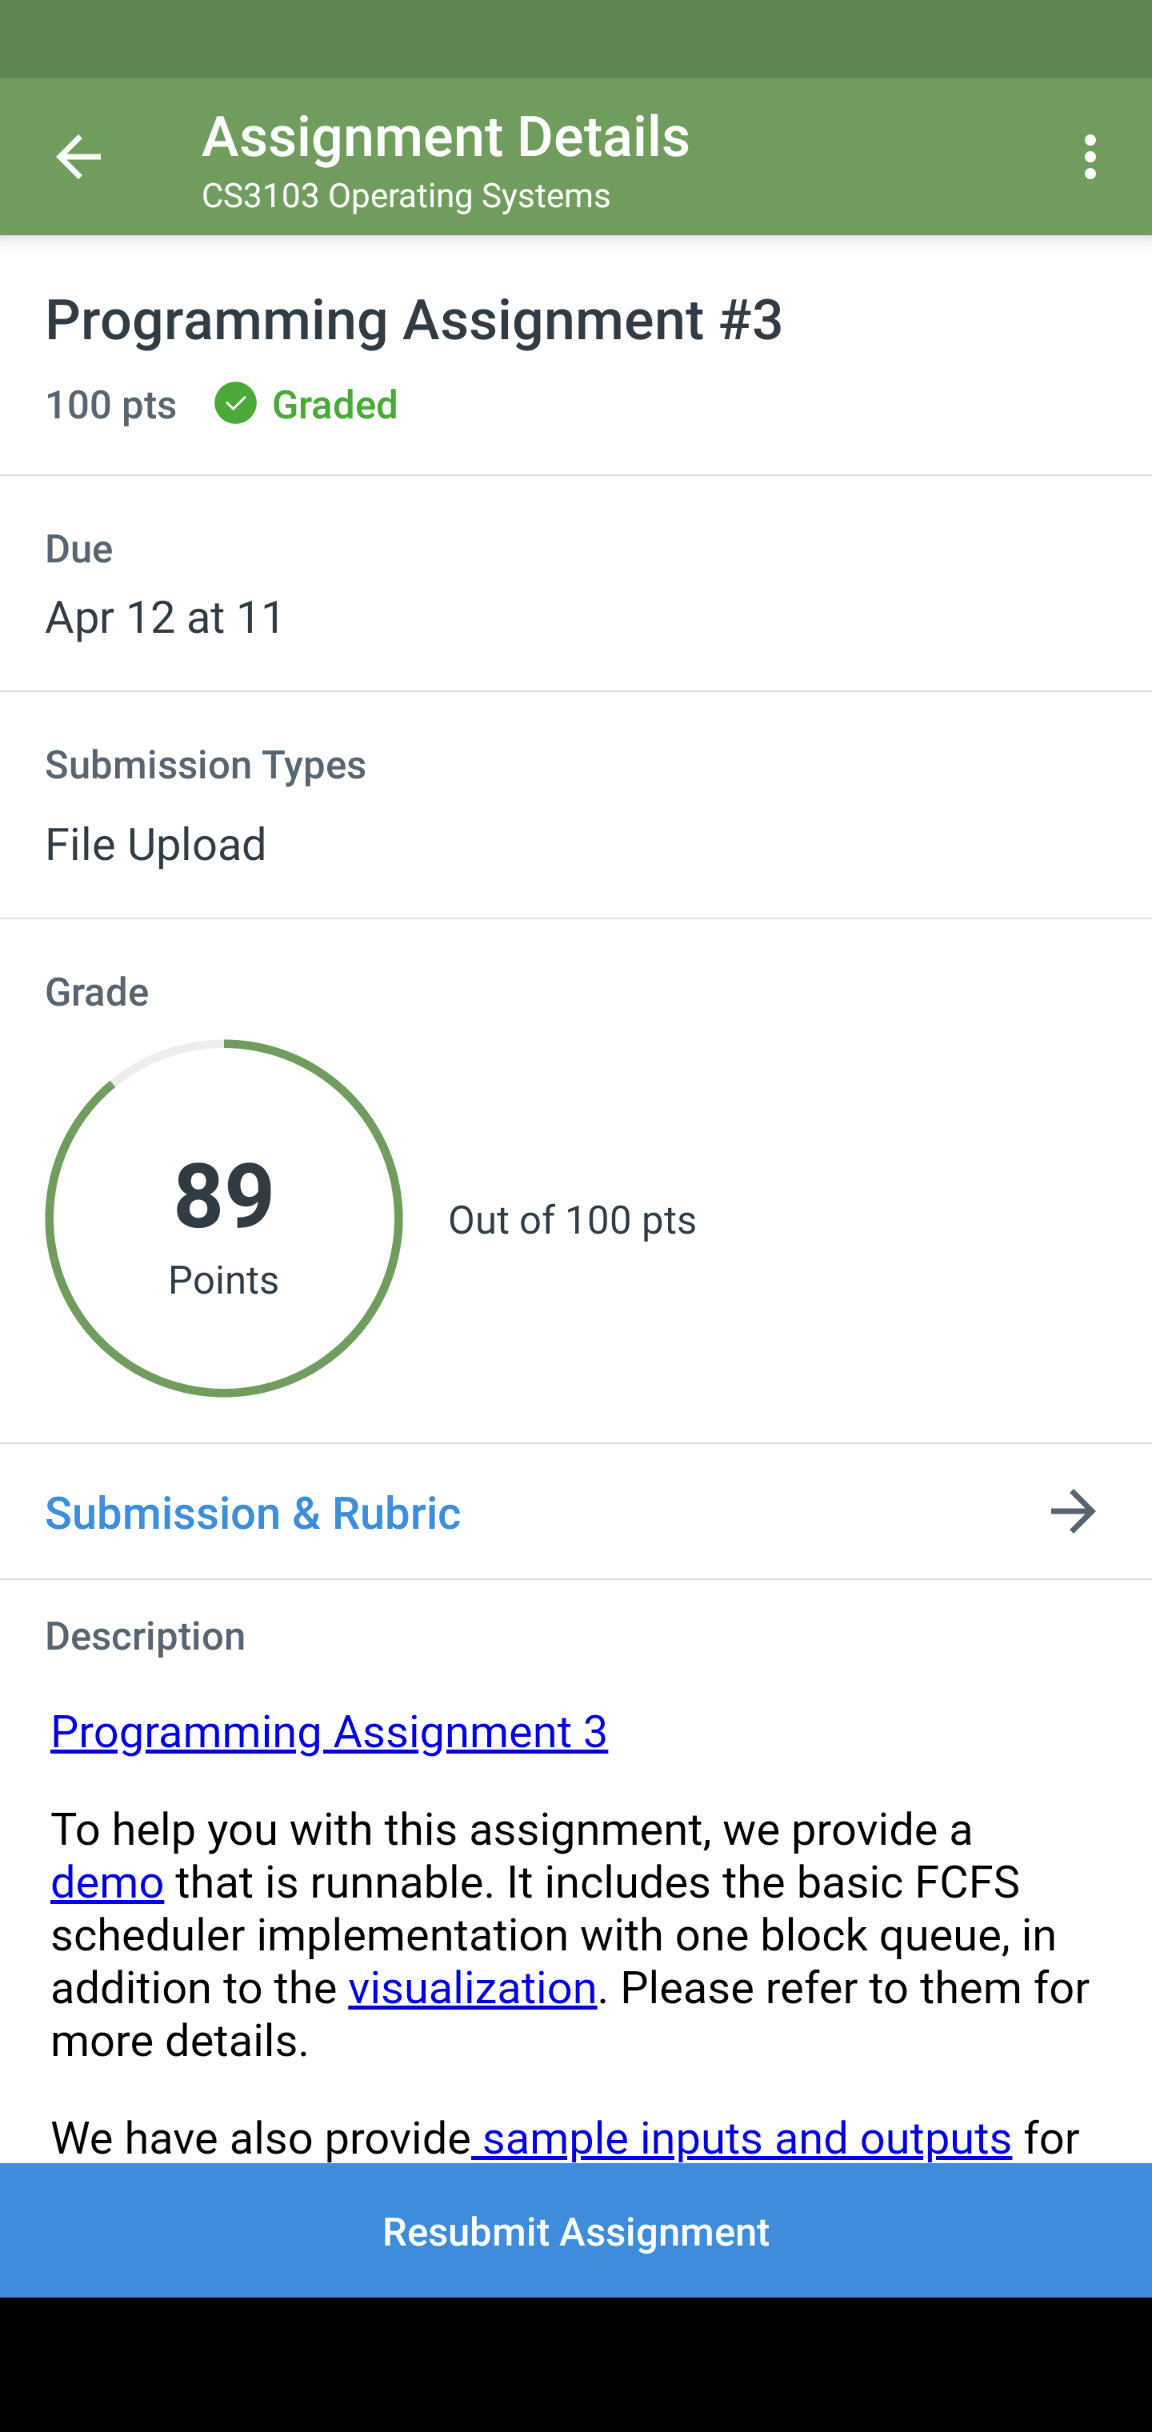 Assignment Details
CS3103 Operating Systems
Programming Assignment #3
100 pts Graded
Due
Apr 12 at 11
Submission Types
File Upload
Grade
89
Points
Out of 100 pts
Submission & Rubric
Description
Programming Assignment 3
To help you with this assignment, we provide a
demo that is runnable. It includes the basic FCFS
scheduler implementation with one block queue, in
addition to the visualization. Please refer to them for
more details.
We have also provide sample inputs and outputs for
Resubmit Assignment